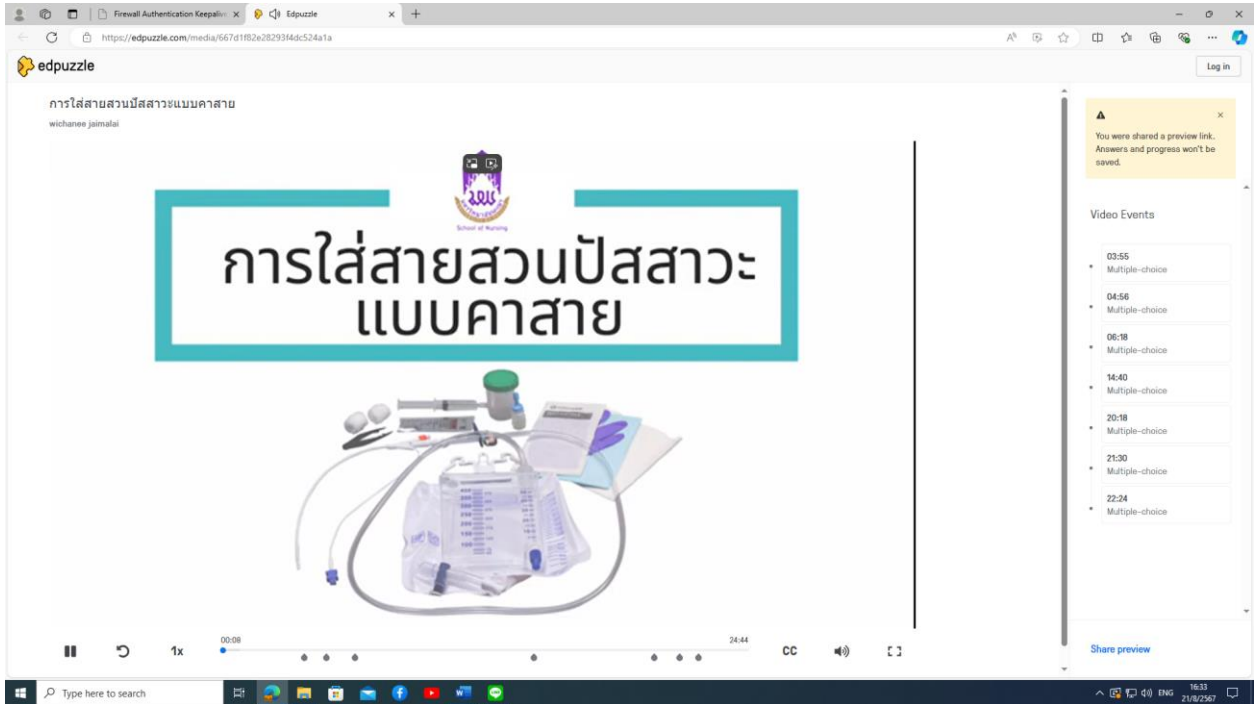 Firewall Authentication Keepaliv
Edpuzzle
https://edpuzzle.com/media/667d1f82e28293f4dc524a1a
edpuzzle
Log in
การใส่สายสวนปัสสาวะแบบคาสาย
wichanee jaimalai
School of Nursing
การใส่สายสวนปัสสาวะ
แบบคาสาย
You were shared a preview link.
Answers and progress won't be
saved.
Video Events
03:55
Multiple-choice
04:56
Multiple-choice
06:18
Multiple-choice
14:40
Multiple-choice
20:18
Multiple-choice
21:30
Multiple-choice
22:24
Multiple-choice
1x
00:08
24:44
CC
Share preview
Type here to search
ENG
16:33
21/8/2567